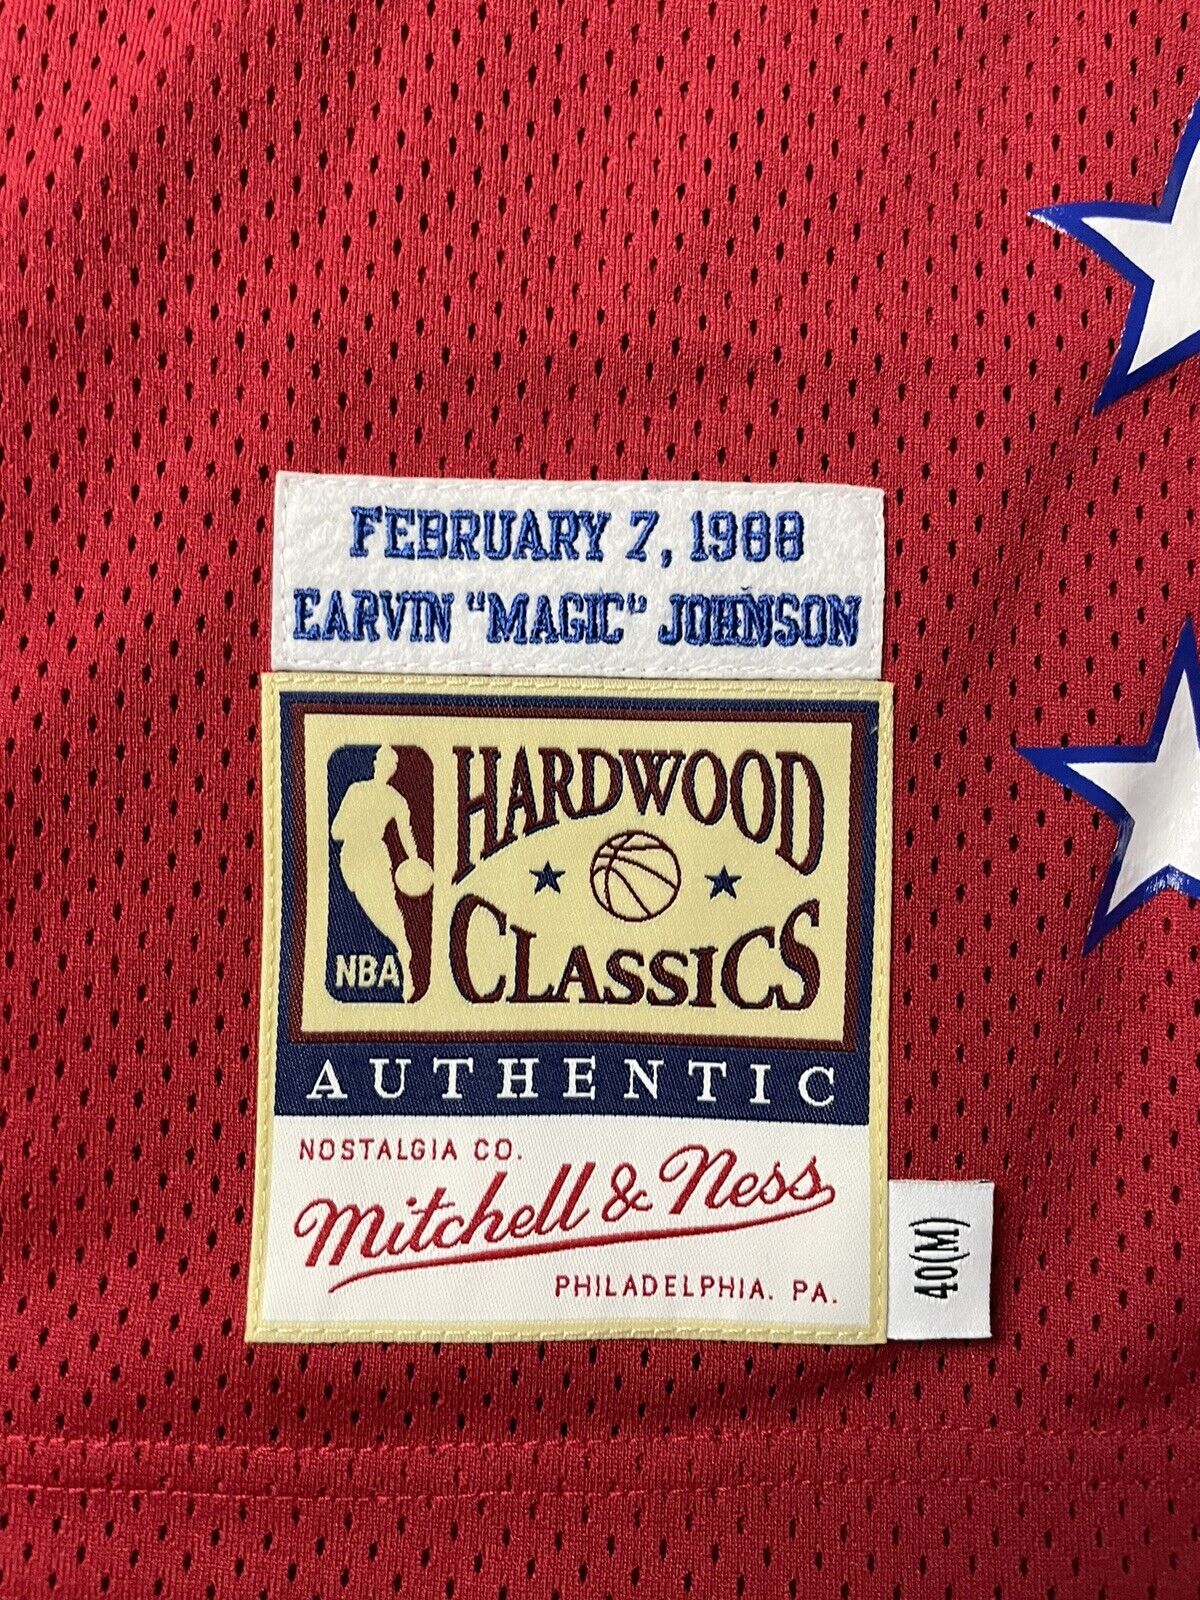 FEBRUARY 7, 1988
EARVIN "MAGIC" JOHNSON
HARDWOOD
CLASSICS
NBA
AUTHENTIC
NOSTALGIA CO.
Mitchell & Ness
PHILADELPHIA. PA.
40(M)